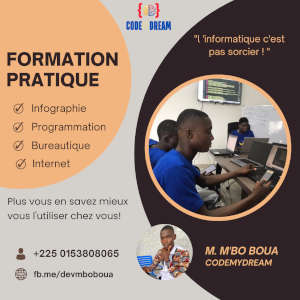 CODE DREAM
"l 'informatique c'est
pas sorcier ! "
FORMATION
PRATIQUE
Infographie
Programmation
Bureautique
Internet
Plus vous en savez mieux
vous l'utiliser chez vous!
+225 0153808065
fb.me/devmboboua
M. M'BO BOUA
CODEMYDREAM